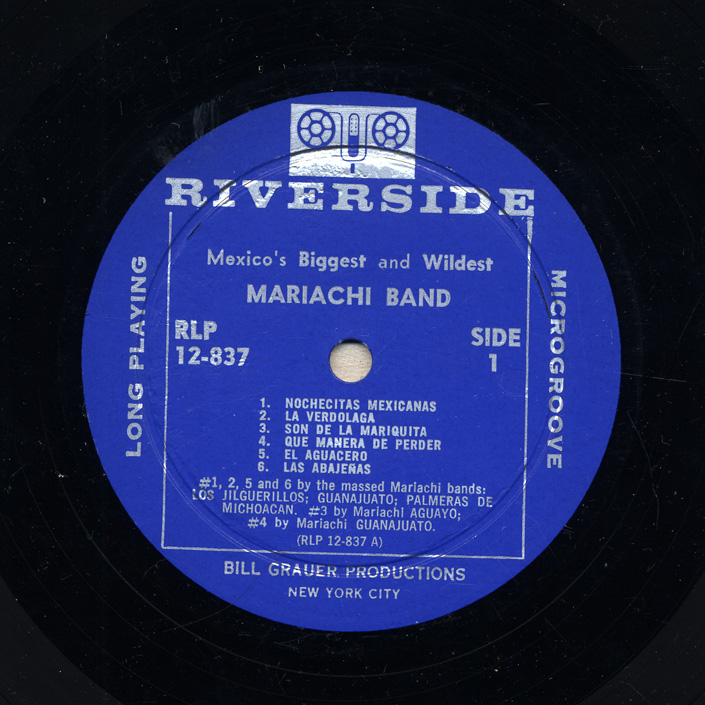 RIVERSIDE
Mexico's Biggest and Wildest
MARIACHI BAND
LONG PLAYING
MICROGROOVE
RLP
12-837
SIDE
1
1. NOCHECITAS MEXICANAS
2. LA VERDOLAGA
3. SON DE LA MARIQUITA
4. QUE MANERA DE PERDER
5. EL AGUACERO
6. LAS ABAJEÑAS
#1, 2, 5 and 6 by the massed Mariachi bands:
LOS JILGUERILLOS; GUANAJUATO; PALMERAS DE
MICHOACAN. #3 by Mariachi AGUAYO;
#4 by Mariachi GUANAJUATO.
(RLP 12-837 A)
BILL GRAUER PRODUCTIONS
NEW YORK CITY